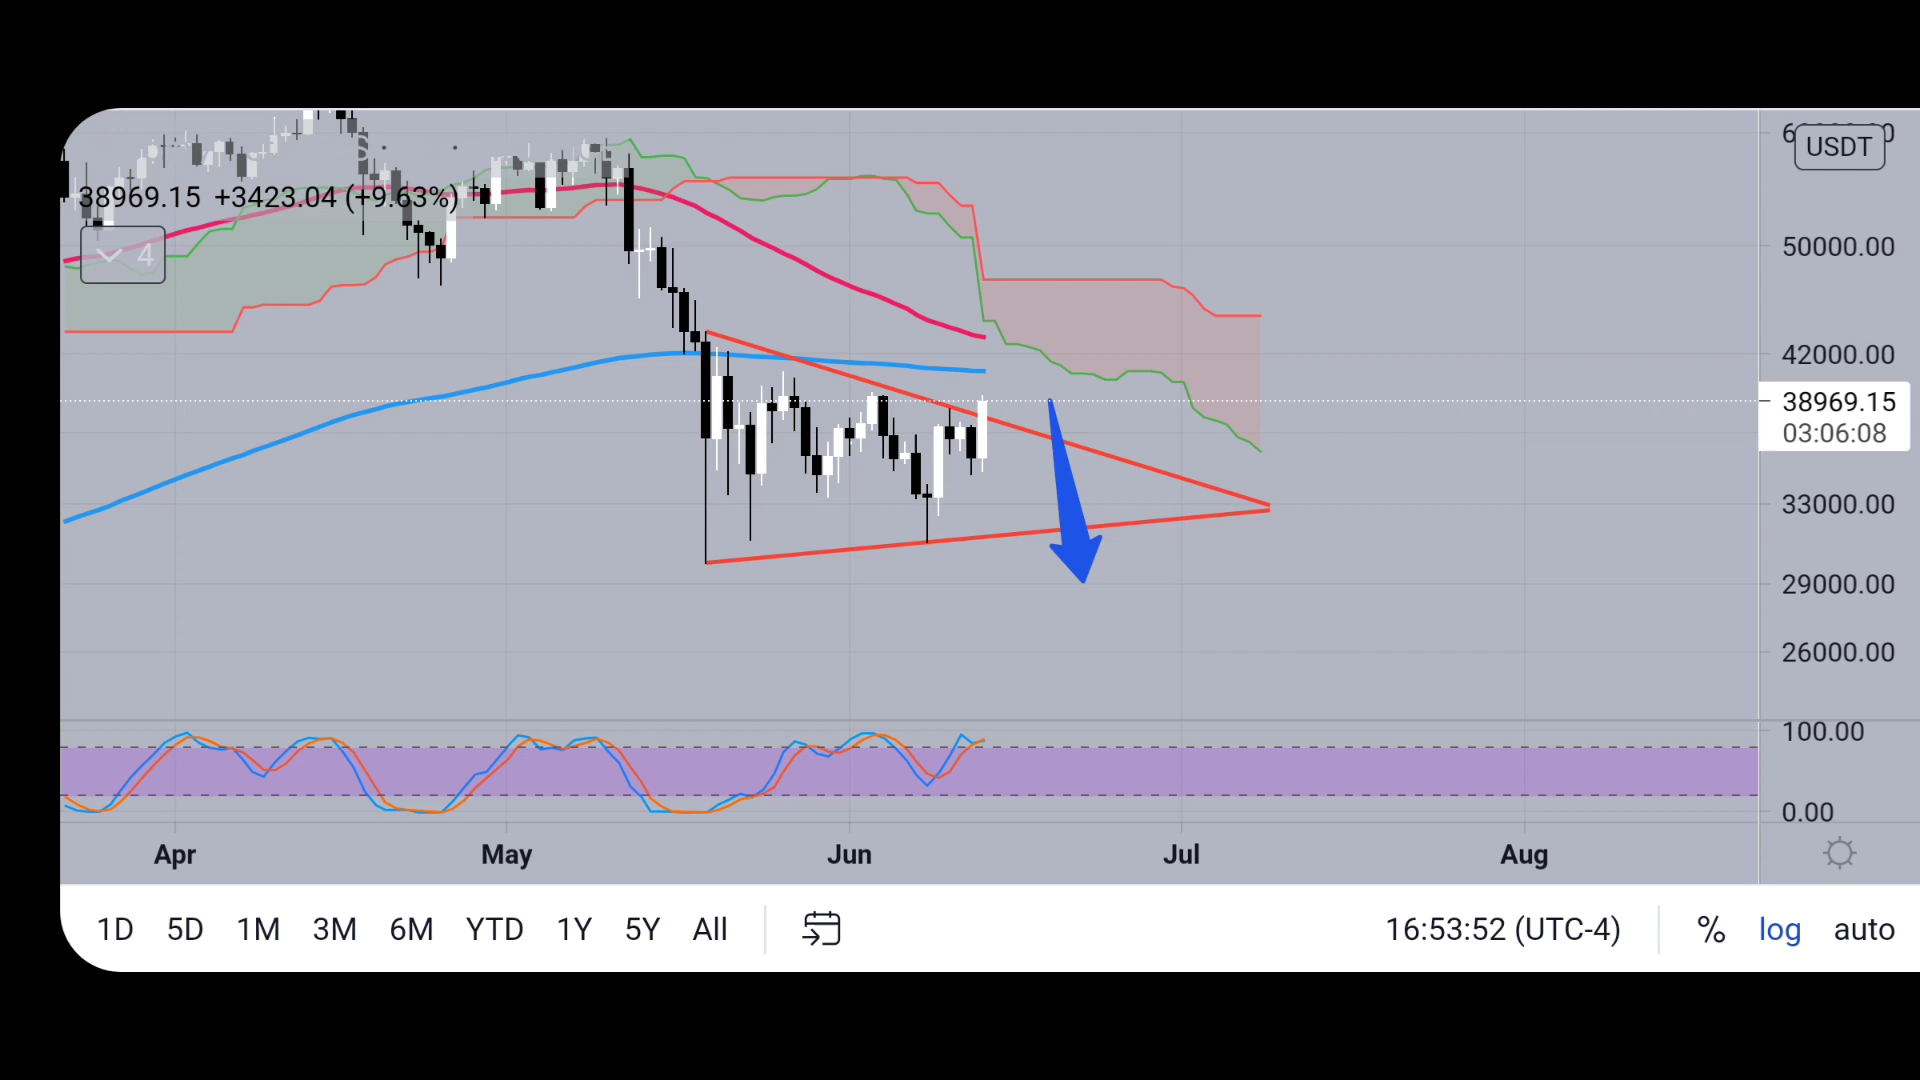 USDT
38969.15 +3423.04 (+9.63%)
4
50000.00
42000.00
38969.15
03:06:08
33000.00
29000.00
26000.00
100.00
0.00
Apr May Jun Jul Aug
1D 5D 1M 3M 6M YTD 1Y 5Y All 16:53:52 (UTC-4) % log auto